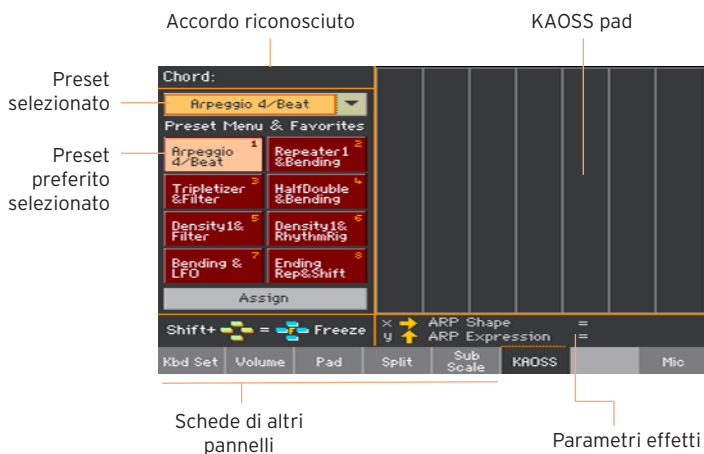 Accordo riconosciuto
KAOSS pad
Preset
selezionato
Preset
preferito
selezionato
Chord:
Arpeggio 4/Beat
Preset Menu & Favorites
Arpeggio
4/Beat
1
Repeater1
&Bending
2
Tripletizer
&Filter
3
HalfDouble
&Bending
4
Density1&
Filter
5
Density1&
RhythmRig
6
Bending &
LFO
7
Ending
Rep&Shift
8
Assign
Shift+ = Freeze
x ARP Shape =
y ARP Expression =
Kbd Set
Volume
Pad
Split
Sub
Scale
KAOSS
Mic
Schede di altri
pannelli
Parametri effetti